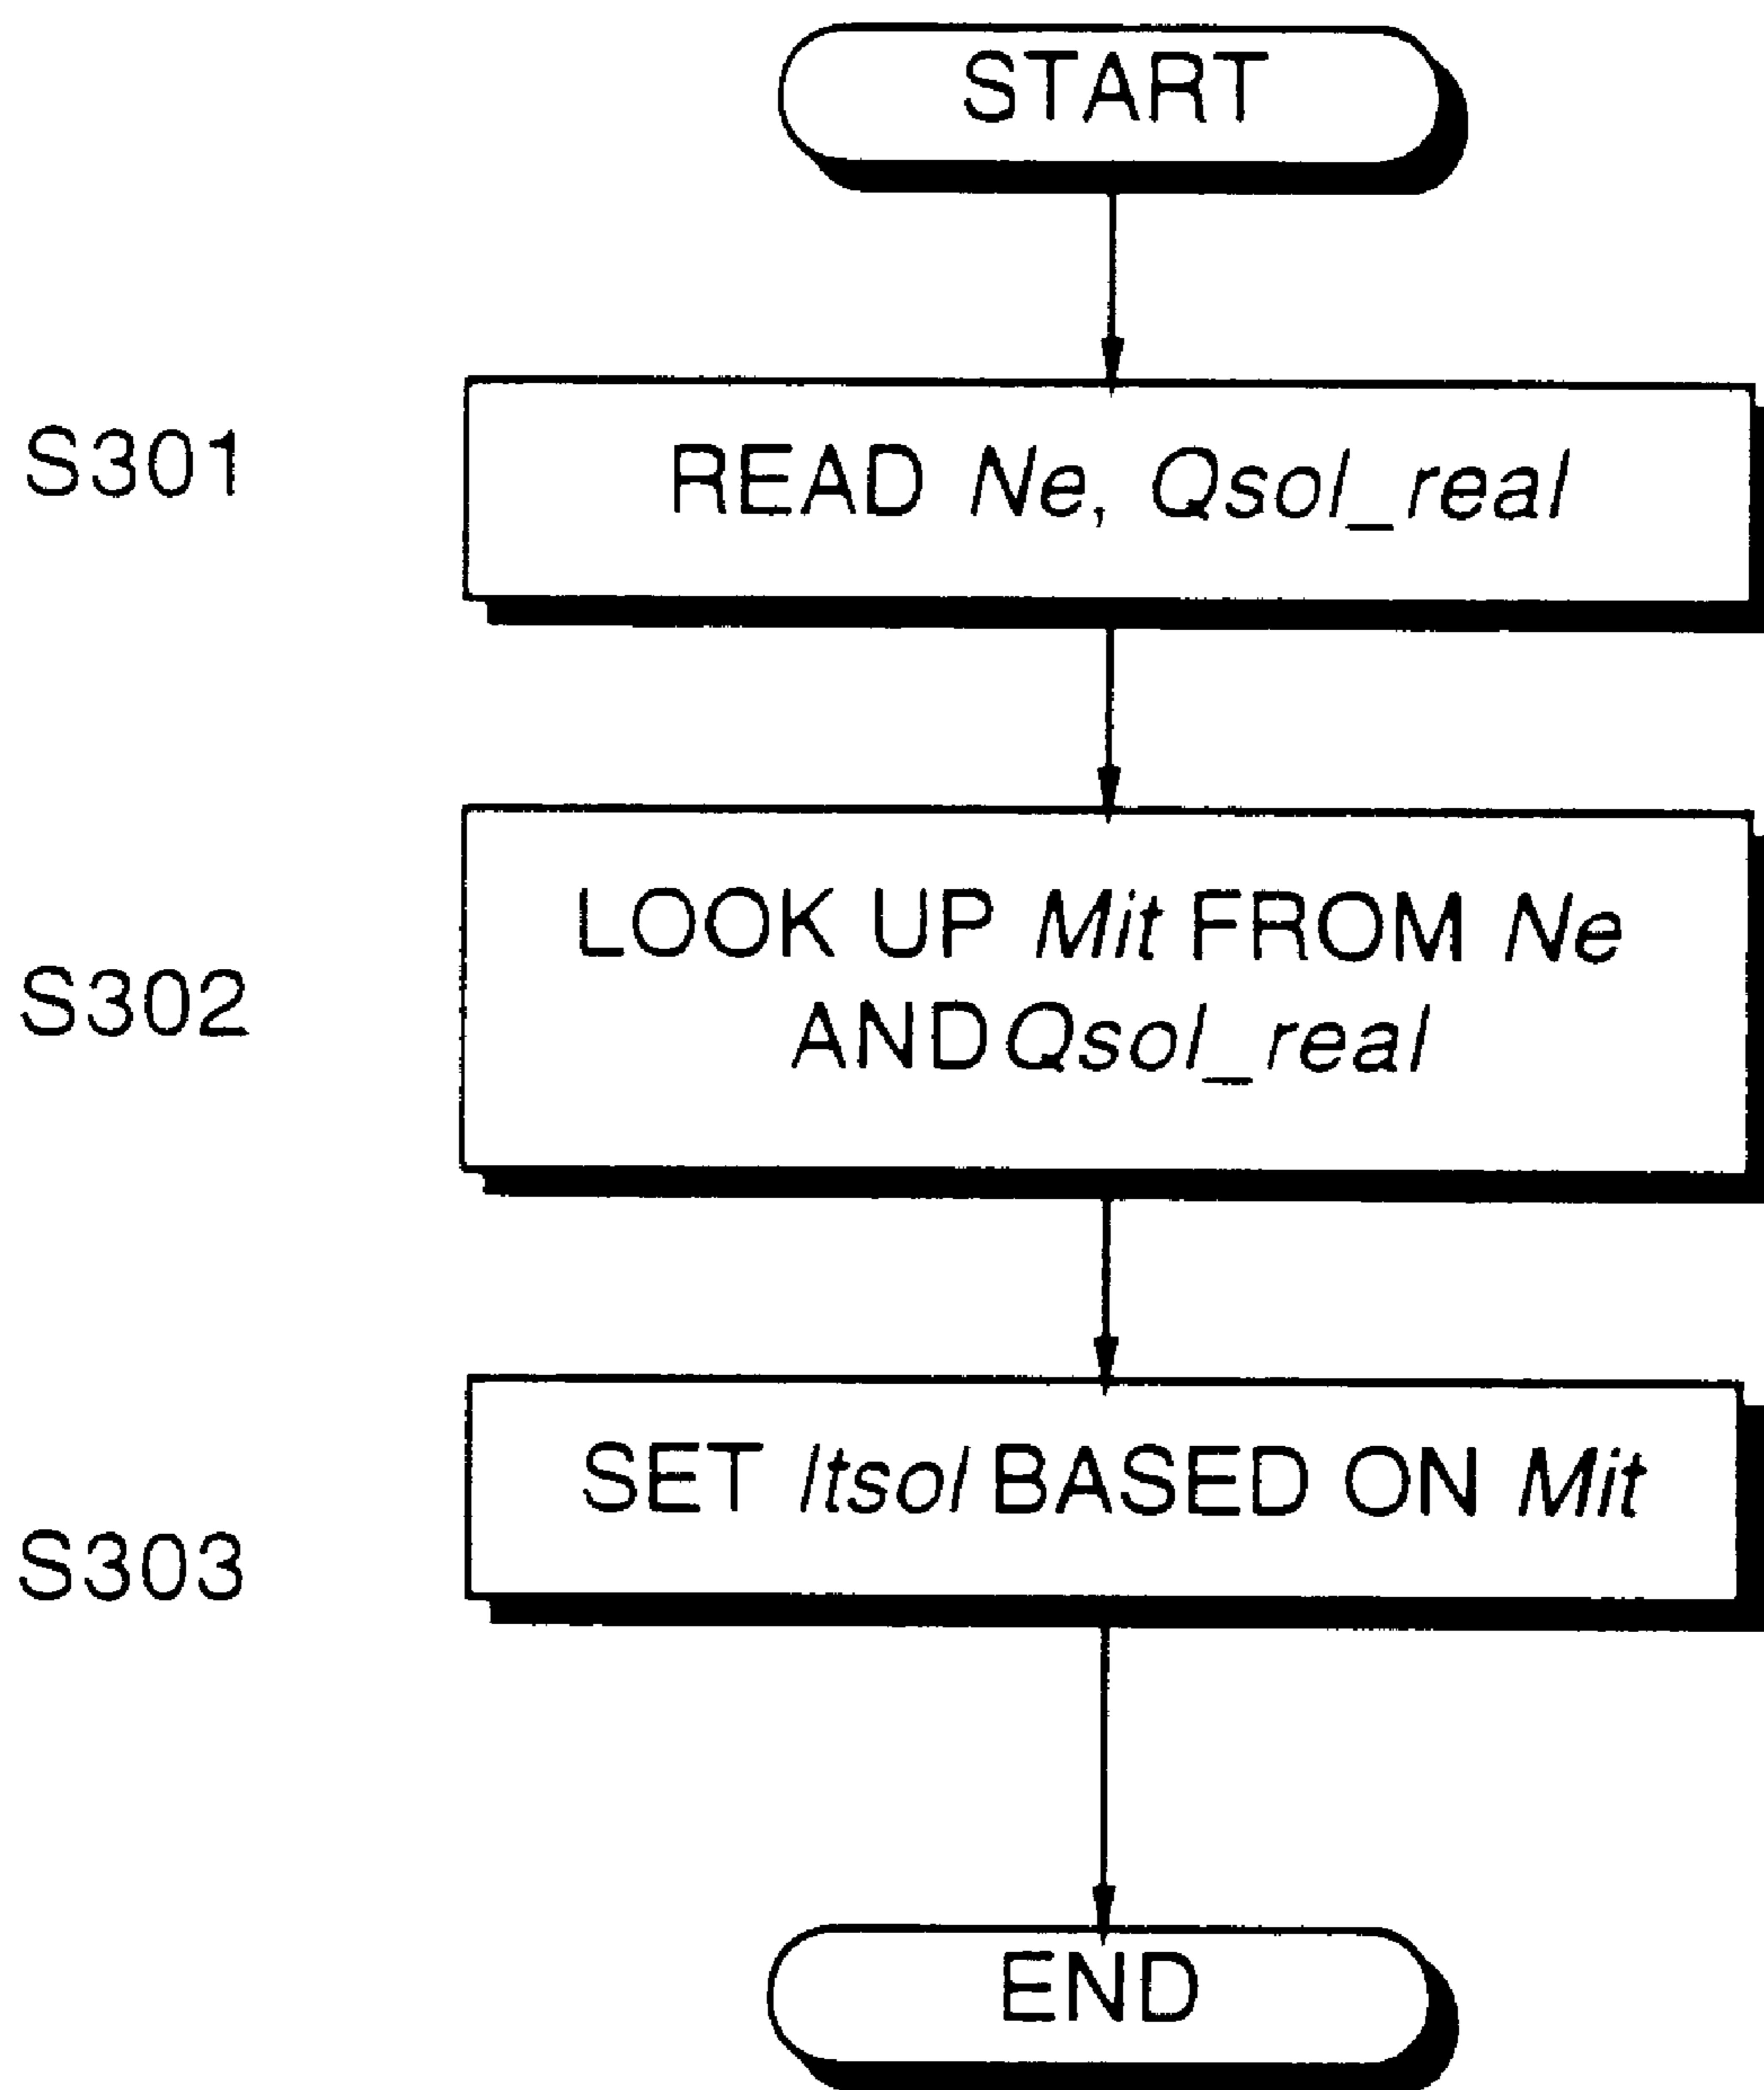 START
S301
READ Ne, Qsol_real
LOOK UP Mit FROM Ne
S302
AND Qsol_real
SET Itsol BASED ON Mit
S303
END